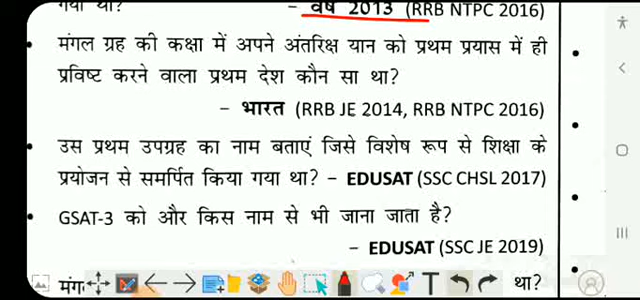 गया था? – वर्ष 2013 (RRB NTPC 2016)
• मंगल ग्रह की कक्षा में अपने अंतरिक्ष यान को प्रथम प्रयास में ही
प्रविष्ट करने वाला प्रथम देश कौन सा था?
– भारत (RRB JE 2014, RRB NTPC 2016)
• उस प्रथम उपग्रह का नाम बताएं जिसे विशेष रूप से शिक्षा के
प्रयोजन से समर्पित किया गया था? – EDUSAT (SSC CHSL 2017)
• GSAT-3 को और किस नाम से भी जाना जाता है?
– EDUSAT (SSC JE 2019)
था?